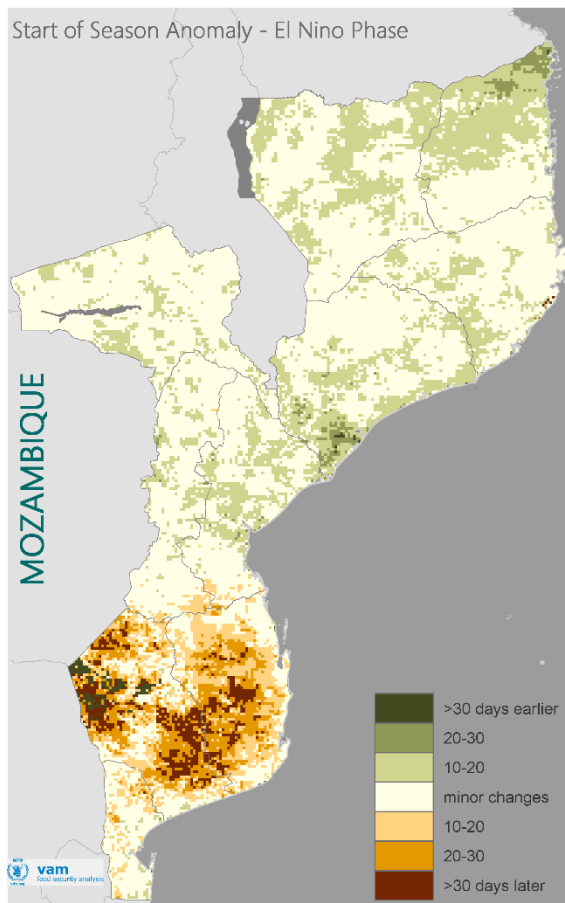 Start of Season Anomaly - El Nino Phase
MOZAMBIQUE
>30 days earlier
20-30
10-20
minor changes
10-20
20-30
>30 days later
vam
food security analysis